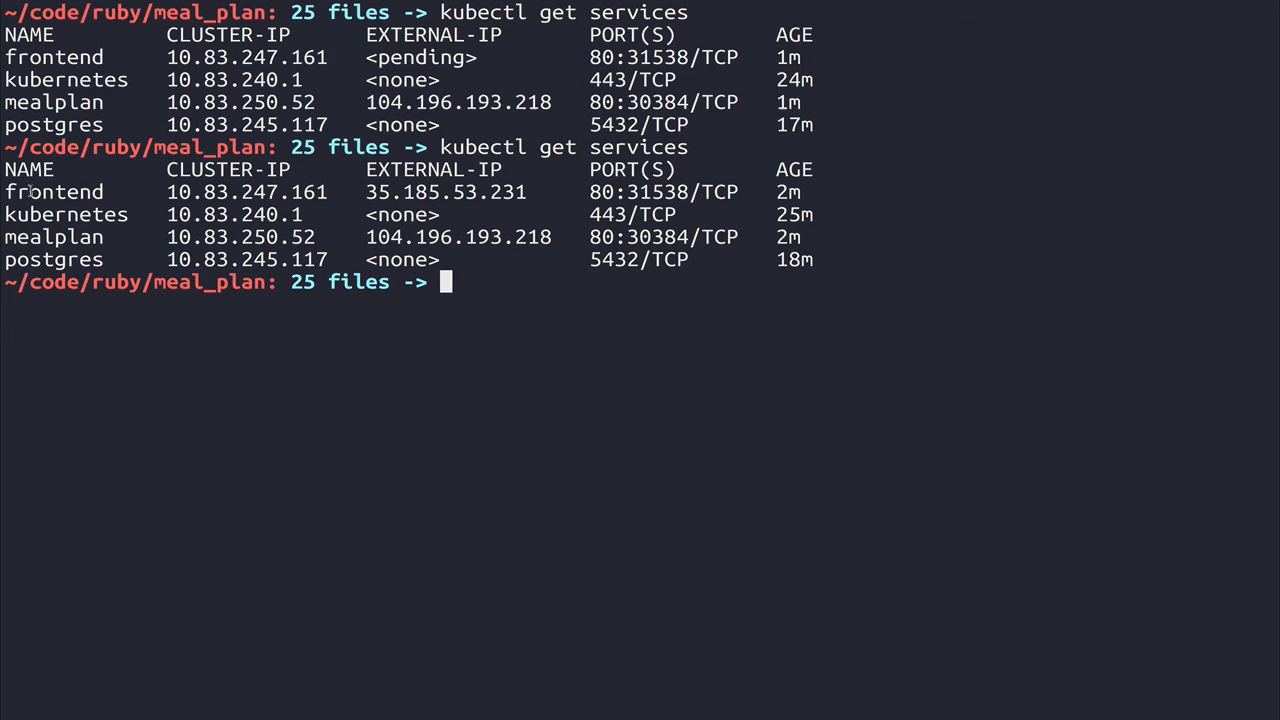 ~/code/ruby/meal_plan: 25 files -> kubectl get services
NAME CLUSTER-IP EXTERNAL-IP PORT(S) AGE
frontend 10.83.247.161 <pending> 80:31538/TCP 1m
kubernetes 10.83.240.1 <none> 443/TCP 24m
mealplan 10.83.250.52 104.196.193.218 80:30384/TCP 1m
postgres 10.83.245.117 <none> 5432/TCP 17m
~/code/ruby/meal_plan: 25 files -> kubectl get services
NAME CLUSTER-IP EXTERNAL-IP PORT(S) AGE
frontend 10.83.247.161 35.185.53.231 80:31538/TCP 2m
kubernetes 10.83.240.1 <none> 443/TCP 25m
mealplan 10.83.250.52 104.196.193.218 80:30384/TCP 2m
postgres 10.83.245.117 <none> 5432/TCP 18m
~/code/ruby/meal_plan: 25 files ->